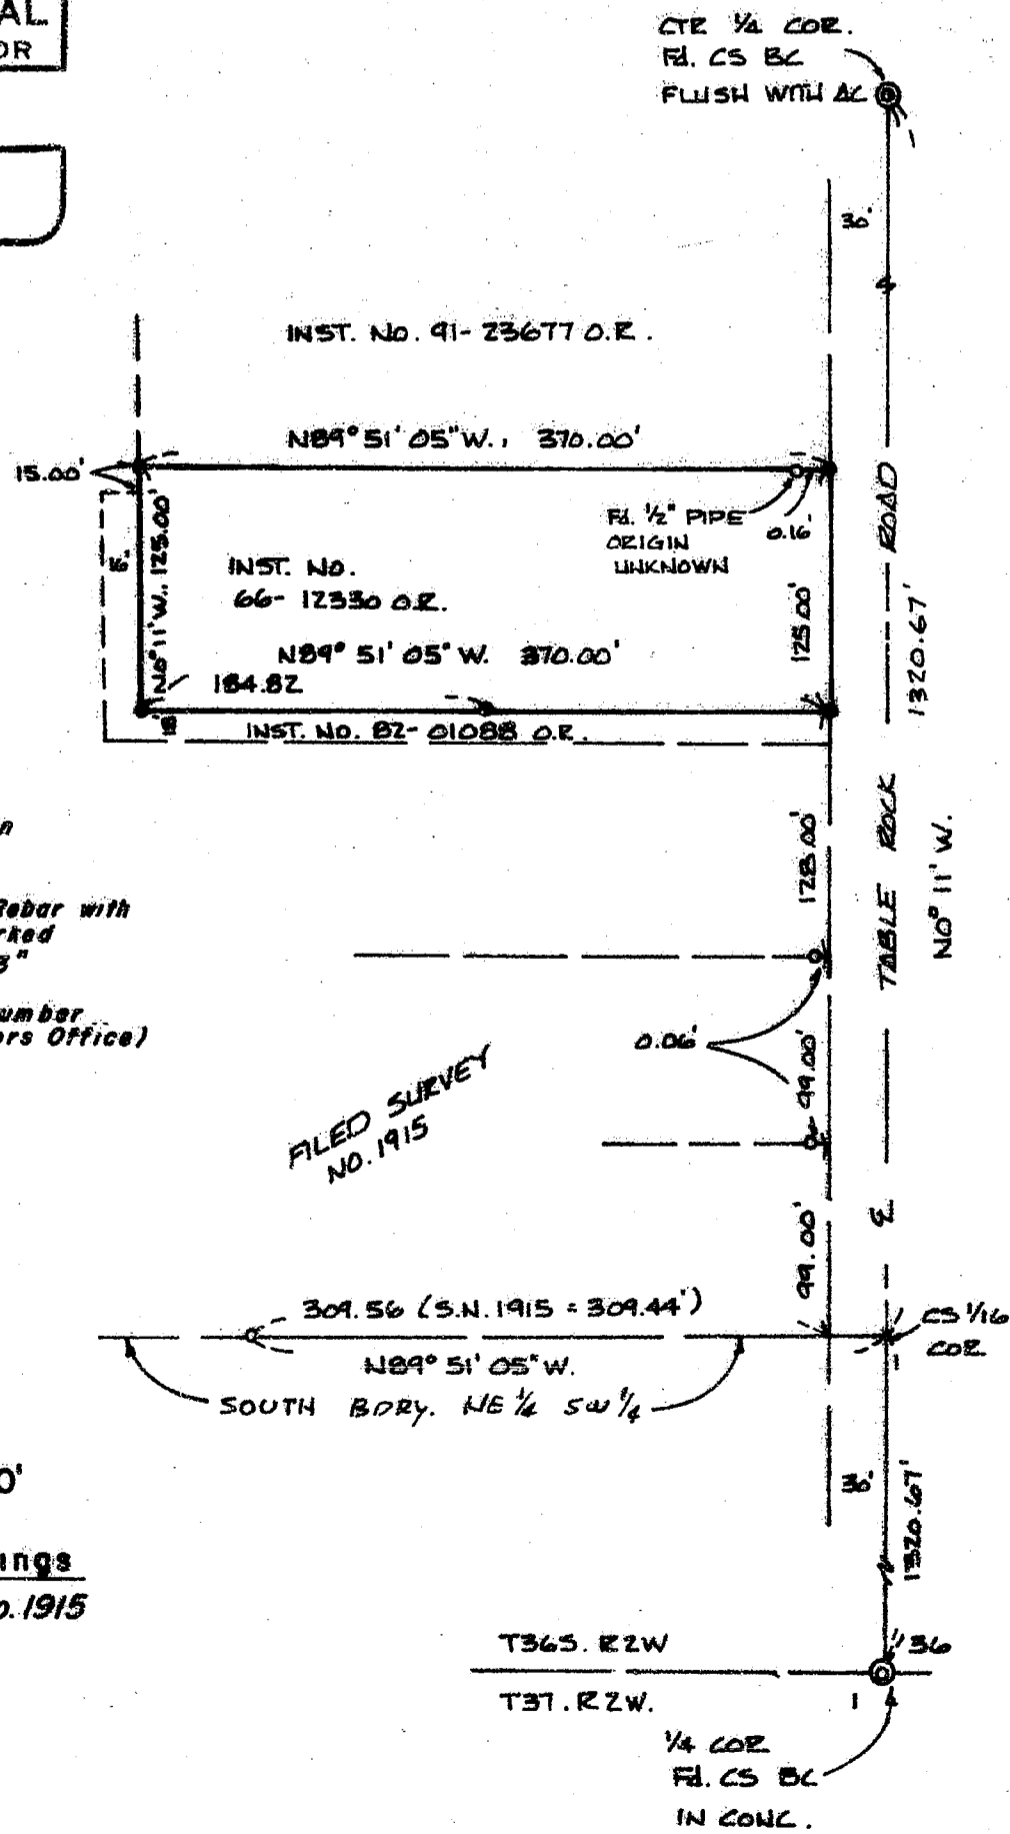 AL
OR
CTR 1/4 COR.
Fd. CS BC
FLUSH WITH AC
30'
INST. No. 91- 23677 O.R.
N89° 51' 05" W., 370.00'
15.00'
Fd. 1/2" PIPE
ORIGIN
UNKNOWN
0.16'
16'
N0° 11' W., 125.00'
INST. NO.
66- 12330 O.R.
125.00'
N89° 51' 05" W. 370.00'
184.82
18'
INST. NO. 82- 01088 O.R.
TABLE ROCK ROAD
1320.67'
N0° 11' W.
n
Rebar with
rked
3"
umber
ors Office)
128.00'
0.06'
99.00'
FILED SURVEY
NO. 1915
99.00'
309.56 (S.N. 1915 = 309.44')
CS 1/16
COR
N89° 51' 05" W.
SOUTH BDRY. NE 1/4 SW 1/4
0'
30'
1320.67'
ings
o. 1915
T36S. R2W
36
T37. R2W.
1
1/4 COR
Fd. CS BC
IN CONC.